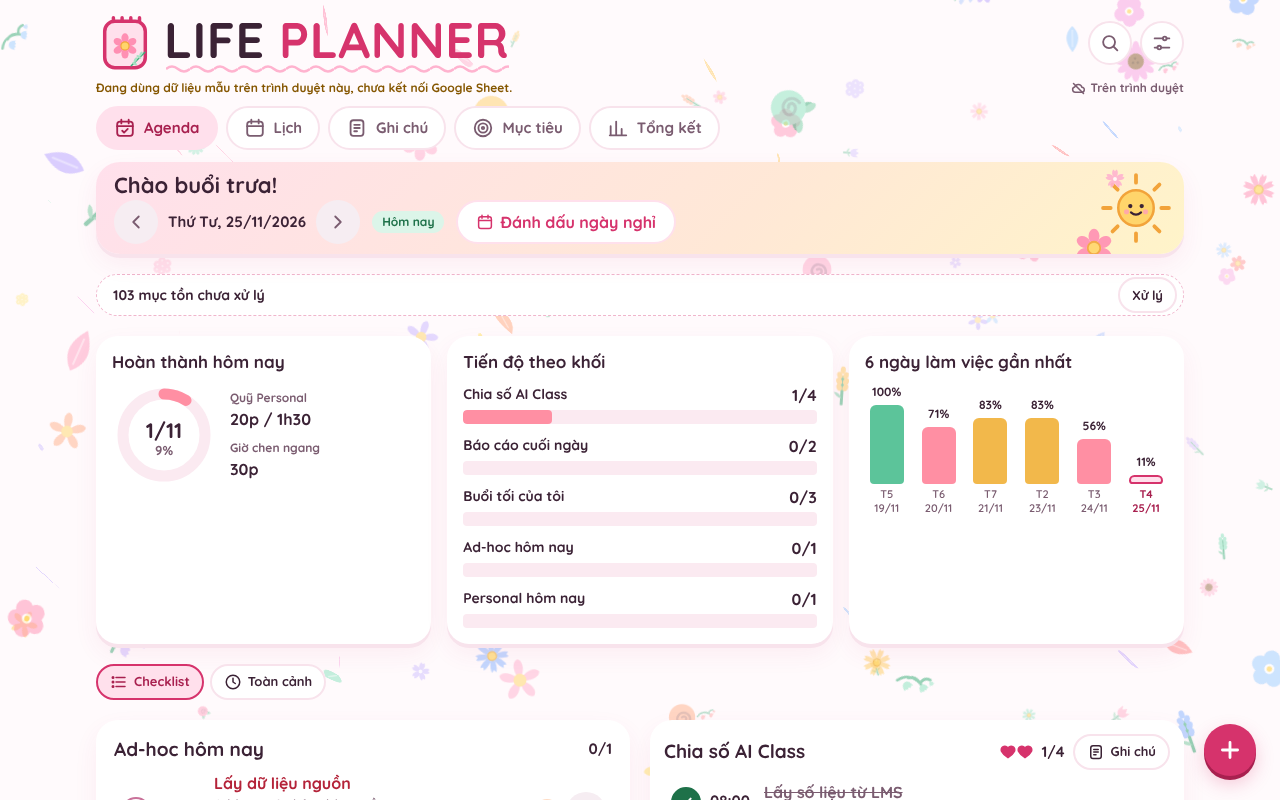 LIFE PLANNER
Đang dùng dữ liệu mẫu trên trình duyệt này, chưa kết nối Google Sheet.
Trên trình duyệt
Agenda
Lịch
Ghi chú
Mục tiêu
Tổng kết
Chào buổi trưa!
Thứ Tư, 25/11/2026
Hôm nay
Đánh dấu ngày nghỉ
103 mục tồn chưa xử lý
Xử lý
Hoàn thành hôm nay
1/11
9%
Quỹ Personal
20p / 1h30
Giờ chen ngang
30p
Tiến độ theo khối
Chia số AI Class 1/4
Báo cáo cuối ngày 0/2
Buổi tối của tôi 0/3
Ad-hoc hôm nay 0/1
Personal hôm nay 0/1
6 ngày làm việc gần nhất
100% 71% 83% 83% 56% 11%
T5 T6 T7 T2 T3 T4
19/11 20/11 21/11 23/11 24/11 25/11
Checklist
Toàn cảnh
Ad-hoc hôm nay 0/1
Lấy dữ liệu nguồn
Chia số AI Class 1/4 Ghi chú
08:00 Lấy số liệu từ LMS